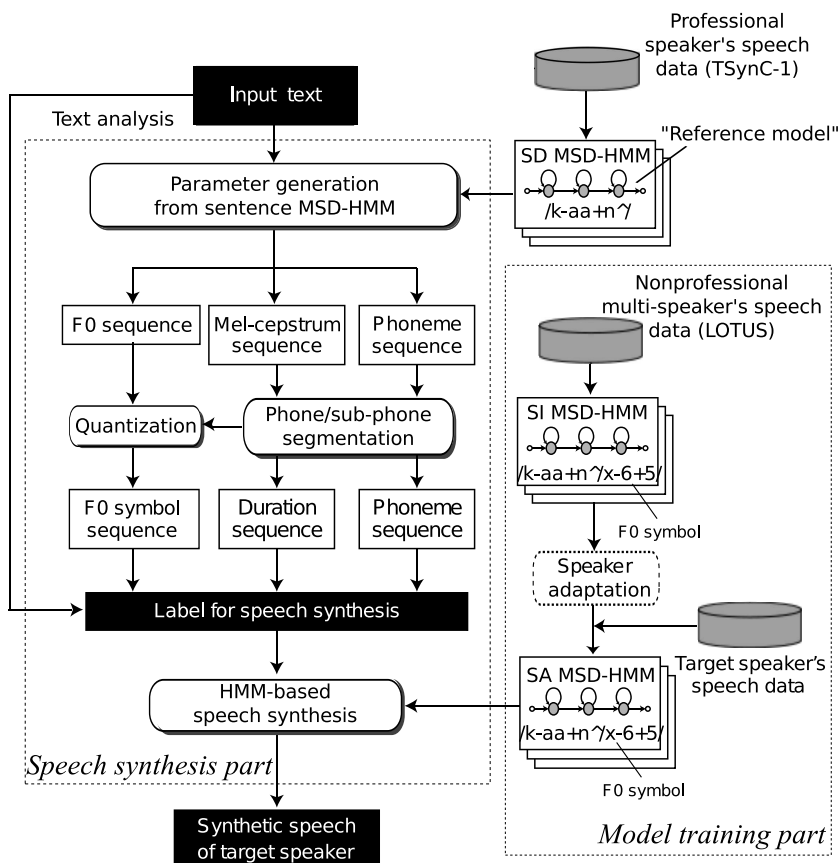 Professional
speaker's speech
data (TSynC-1)
Input text
Text analysis
"Reference model"
SD MSD-HMM
/k-aa+n^/
Parameter generation
from sentence MSD-HMM
F0 sequence
Mel-cepstrum
sequence
Phoneme
sequence
Quantization
Phone/sub-phone
segmentation
F0 symbol
sequence
Duration
sequence
Phoneme
sequence
Label for speech synthesis
HMM-based
speech synthesis
Speech synthesis part
Synthetic speech
of target speaker
Nonprofessional
multi-speaker's speech
data (LOTUS)
SI MSD-HMM
/k-aa+n^/x-6+5/
F0 symbol
Speaker
adaptation
Target speaker's
speech data
SA MSD-HMM
/k-aa+n^/x-6+5/
F0 symbol
Model training part